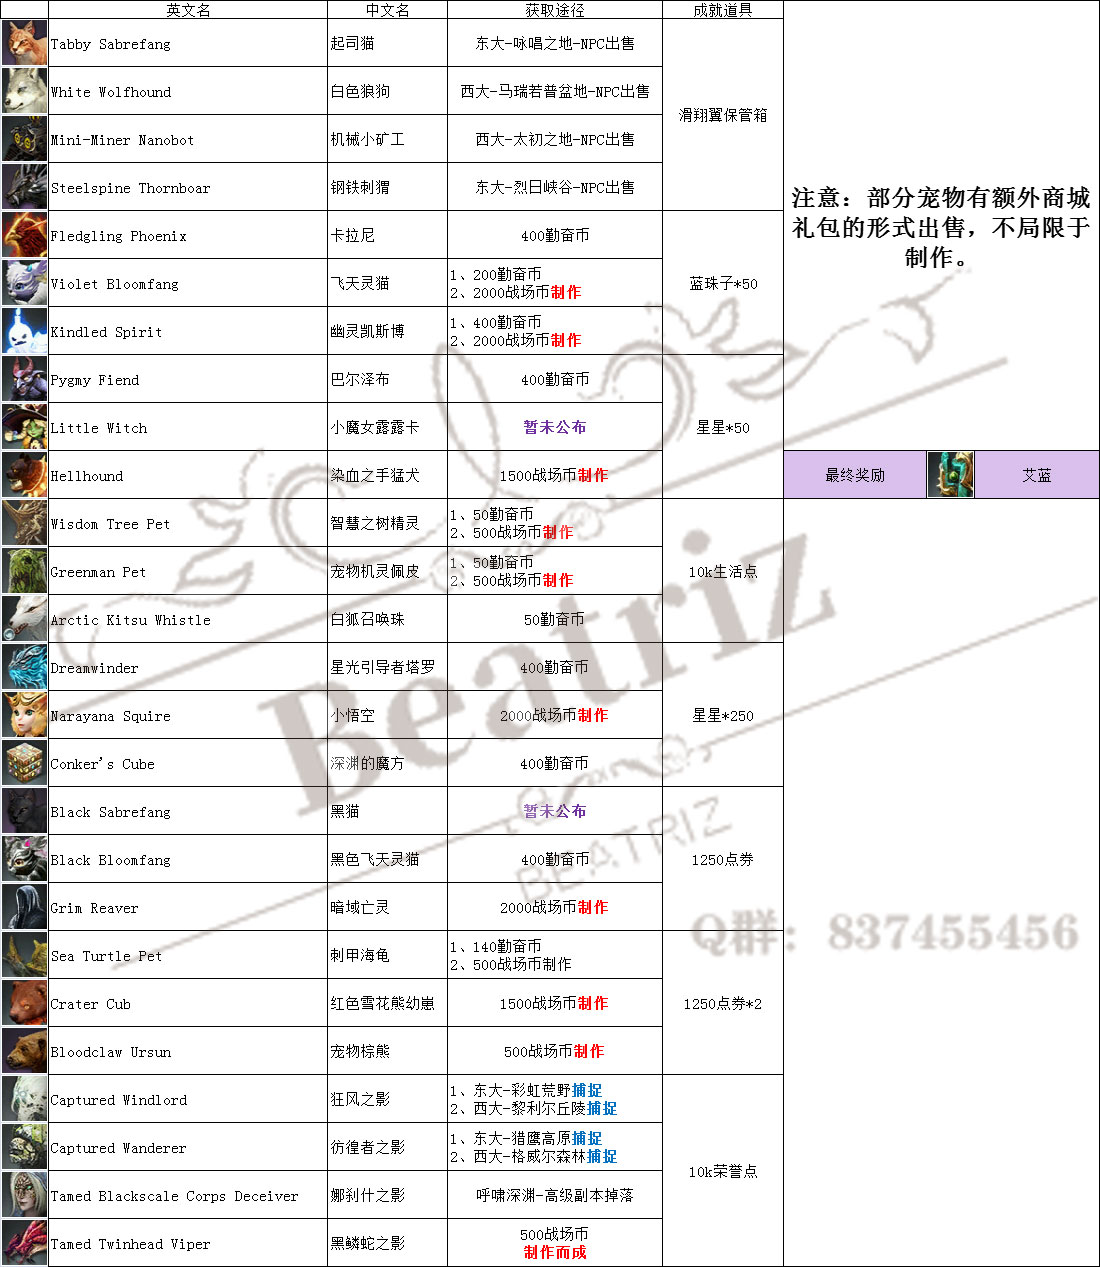 英文名 中文名 获取途径 成就道具
Tabby Sabrefang 起司猫 东大-咏唱之地-NPC出售
White Wolfhound 白色狼狗 西大-马瑞若普盆地-NPC出售
滑翔翼保管箱
Mini-Miner Nanobot 机械小矿工 西大-太初之地-NPC出售
Steelspine Thornboar 钢铁刺猬 东大-烈日峡谷-NPC出售
注意：部分宠物有额外商城
礼包的形式出售，不局限于
制作。
Fledgling Phoenix 卡拉尼 400勤奋币
Violet Bloomfang 飞天灵猫 1、200勤奋币
2、2000战场币制作
蓝珠子*50
Kindled Spirit 幽灵凯斯博 1、400勤奋币
2、2000战场币制作
Pygmy Fiend 巴尔泽布 400勤奋币
Little Witch 小魔女露露卡 暂未公布 星星*50
Hellhound 染血之手猛犬 1500战场币制作
最终奖励 艾蓝
Wisdom Tree Pet 智慧之树精灵 1、50勤奋币
2、500战场币制作
Greenman Pet 宠物机灵佩皮 1、50勤奋币
2、500战场币制作
10k生活点
Arctic Kitsu Whistle 白狐召唤珠 50勤奋币
Dreamwinder 星光引导者塔罗 400勤奋币
Narayana Squire 小悟空 2000战场币制作 星星*250
Conker's Cube 深渊的魔方 400勤奋币
Black Sabrefang 黑猫 暂未公布
Black Bloomfang 黑色飞天灵猫 400勤奋币 1250点券
Grim Reaver 暗域亡灵 2000战场币制作
Sea Turtle Pet 刺甲海龟 1、140勤奋币
2、500战场币制作
Crater Cub 红色雪花熊幼崽 1500战场币制作 1250点券*2
Bloodclaw Ursun 宠物棕熊 500战场币制作
Captured Windlord 狂风之影 1、东大-彩虹荒野捕捉
2、西大-黎利尔丘陵捕捉
Captured Wanderer 彷徨者之影 1、东大-猎鹰高原捕捉
2、西大-格威尔森林捕捉
10k荣誉点
Tamed Blackscale Corps Deceiver 娜刹什之影 呼啸深渊-高级副本掉落
Tamed Twinhead Viper 黑鳞蛇之影 500战场币
制作而成
Beatriz
BEATRIZ
Q群：837455456